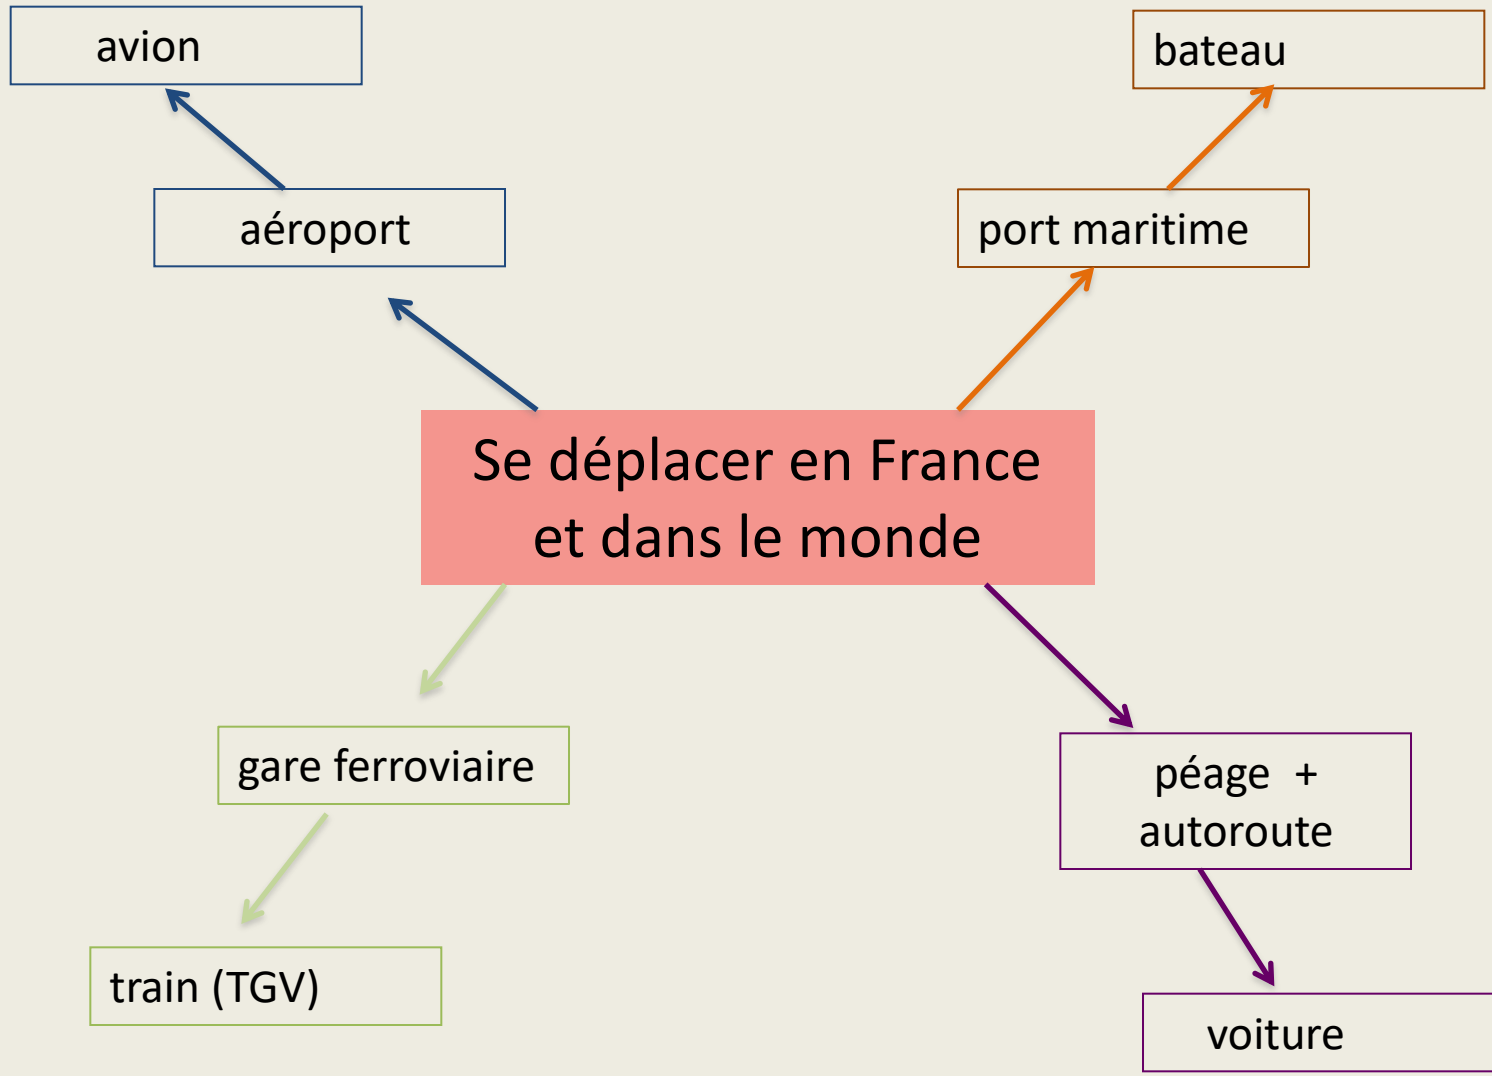 avion
bateau
aéroport
port maritime
Se déplacer en France
et dans le monde
gare ferroviaire
péage +
autoroute
train (TGV)
voiture